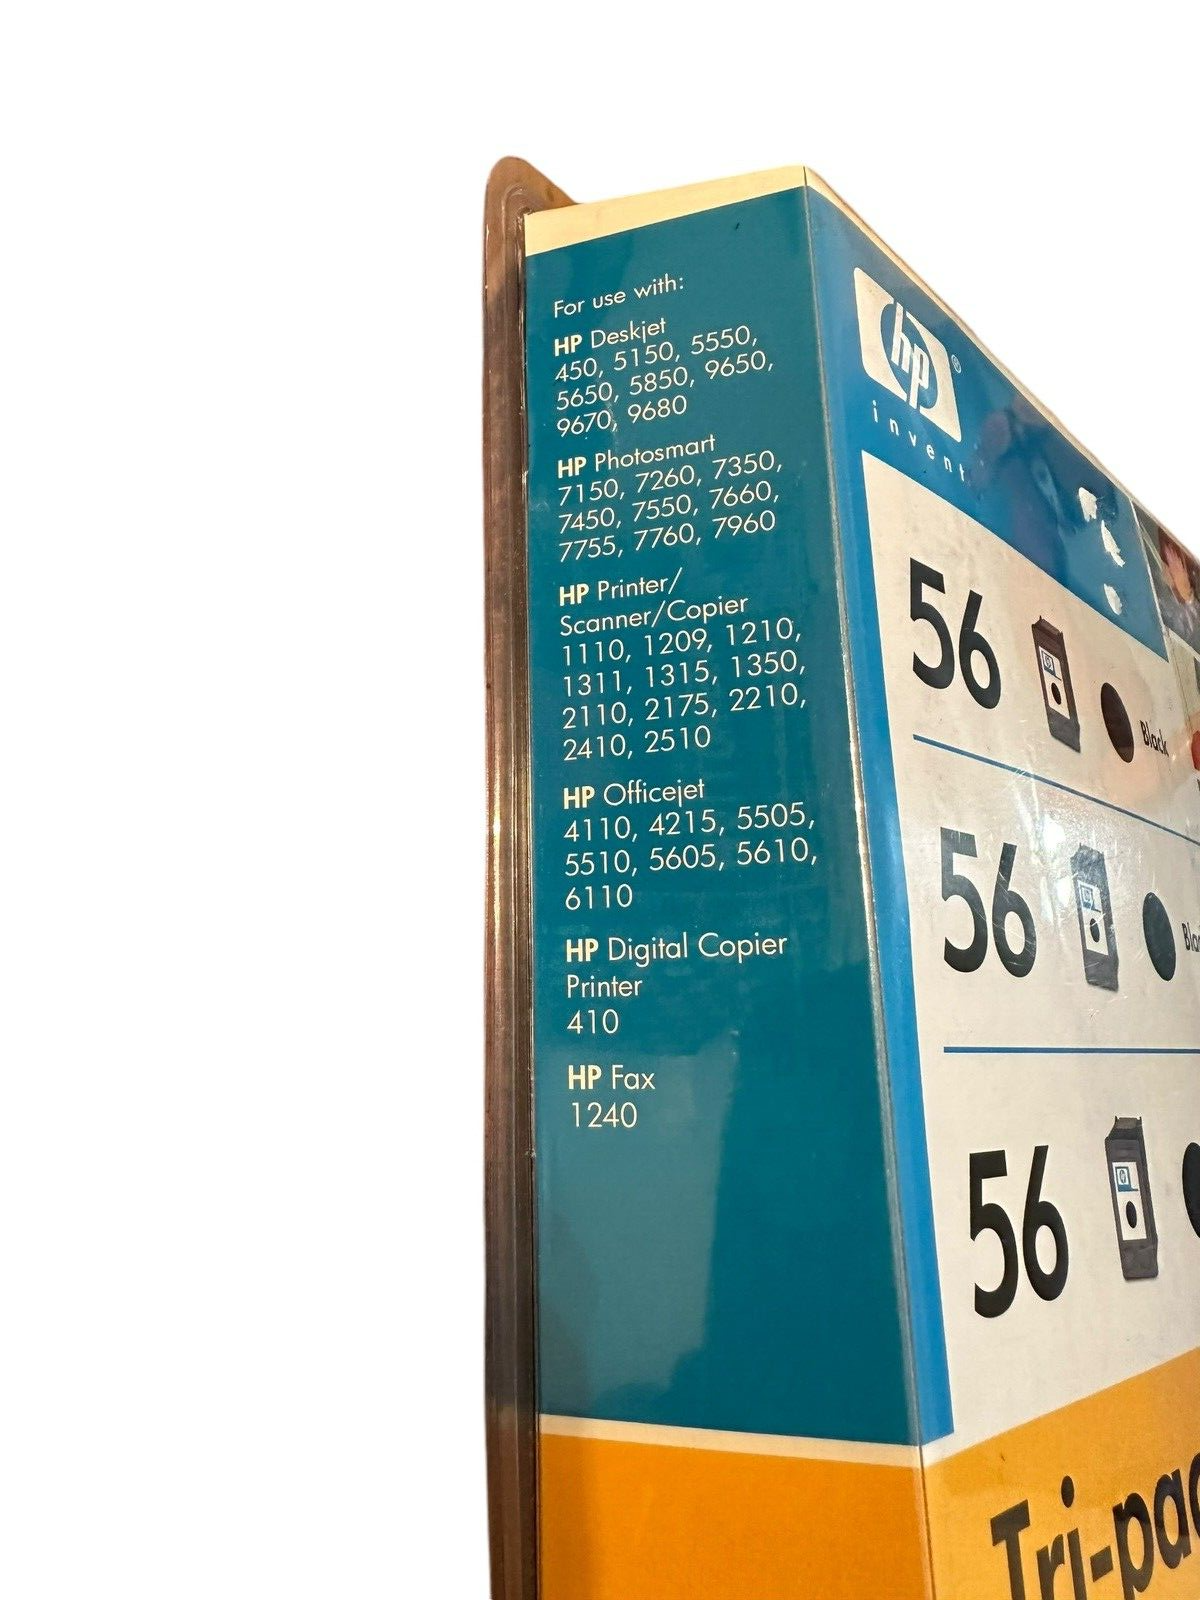 For use with:
HP Deskjet
450, 5150, 5550,
5650, 5850, 9650,
9670, 9680
HP Photosmart
7150, 7260, 7350,
7450, 7550, 7660,
7755, 7760, 7960
HP Printer/
Scanner/Copier
1110, 1209, 1210,
1311, 1315, 1350,
2110, 2175, 2210,
2410, 2510
HP Officejet
4110, 4215, 5505,
5510, 5605, 5610,
6110
HP Digital Copier
Printer
410
HP Fax
1240
hp®
invent
56 Black
56
56